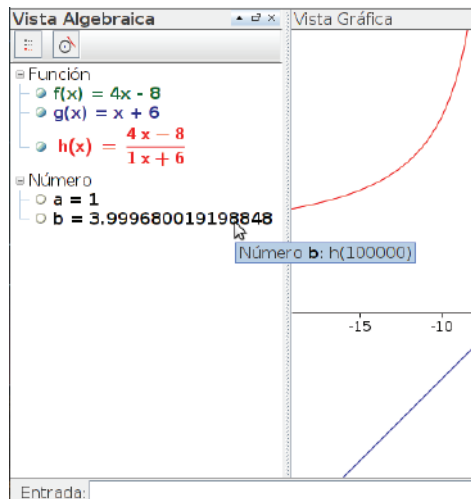 Vista Algebraica
Vista Gráfica
Función
f(x) = 4x - 8
g(x) = x + 6
h(x) = (4 x − 8) / (1 x + 6)
Número
a = 1
b = 3.999680019198848
Número b: h(100000)
-15 -10
Entrada: